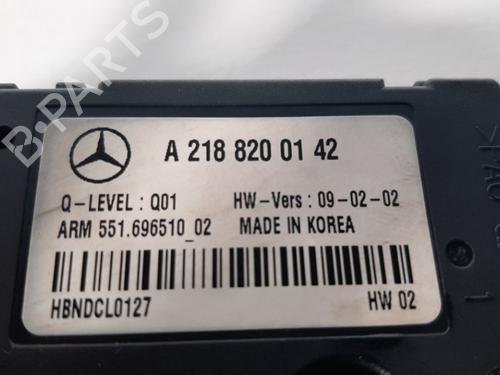 A 218 820 01 42
Q-LEVEL : Q01 HW-Vers : 09-02-02
ARM 551.696510_02 MADE IN KOREA
HBNDCL0127 HW 02
B-PARTS